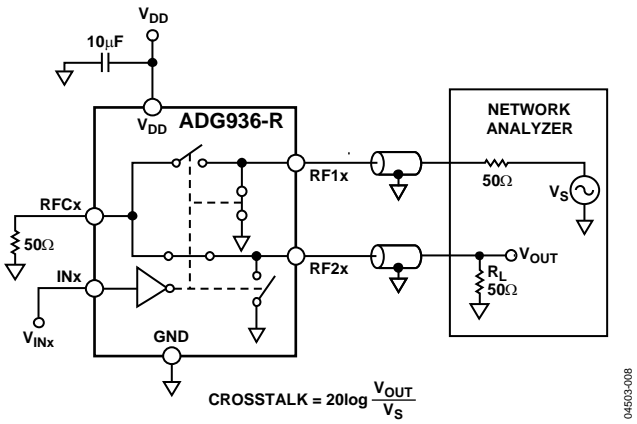 VDD
10μF
VDD
ADG936-R
NETWORK
ANALYZER
RFCx
RF1x
50Ω
VS
50Ω
RF2x
VOUT
INx
RL
50Ω
VINx
GND
CROSSTALK = 20log VOUT/VS
04503-008